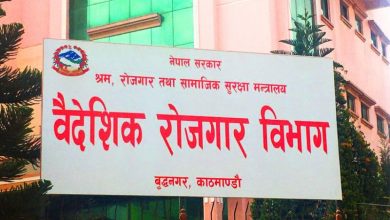 नेपाल सरकार
श्रम, रोजगार तथा सामाजिक सुरक्षा मन्त्रालय
वैदेशिक रोजगार विभाग
बुद्धनगर, काठमाण्डौ